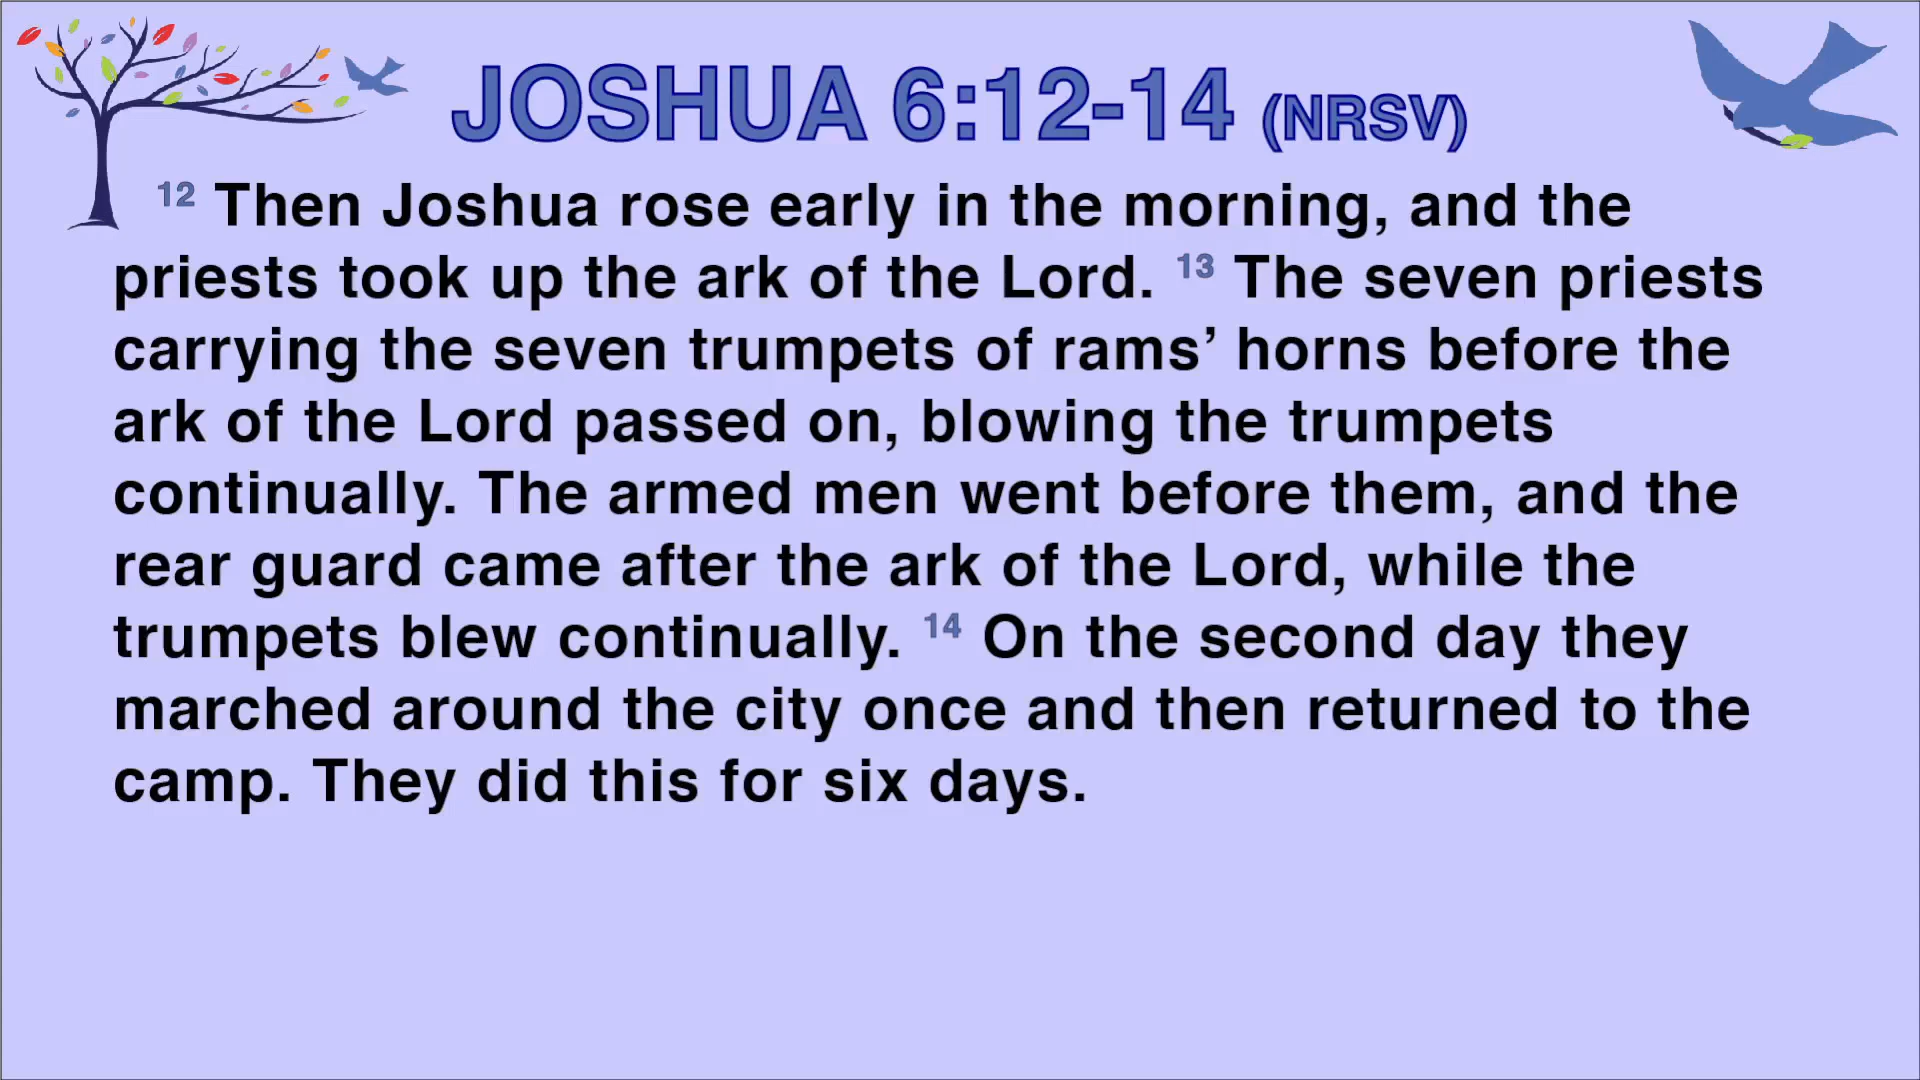 JOSHUA 6:12-14 (NRSV)
12 Then Joshua rose early in the morning, and the
priests took up the ark of the Lord. 13 The seven priests
carrying the seven trumpets of rams’ horns before the
ark of the Lord passed on, blowing the trumpets
continually. The armed men went before them, and the
rear guard came after the ark of the Lord, while the
trumpets blew continually. 14 On the second day they
marched around the city once and then returned to the
camp. They did this for six days.